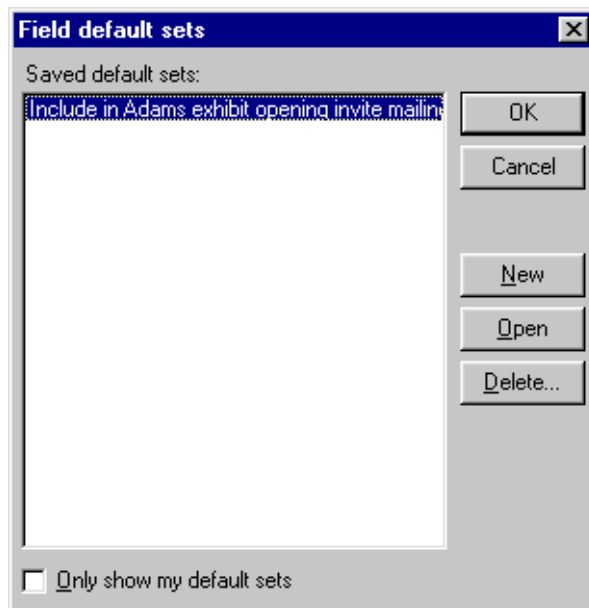 Field default sets
Saved default sets:
Include in Adams exhibit opening invite mailing
OK
Cancel
New
Open
Delete...
Only show my default sets